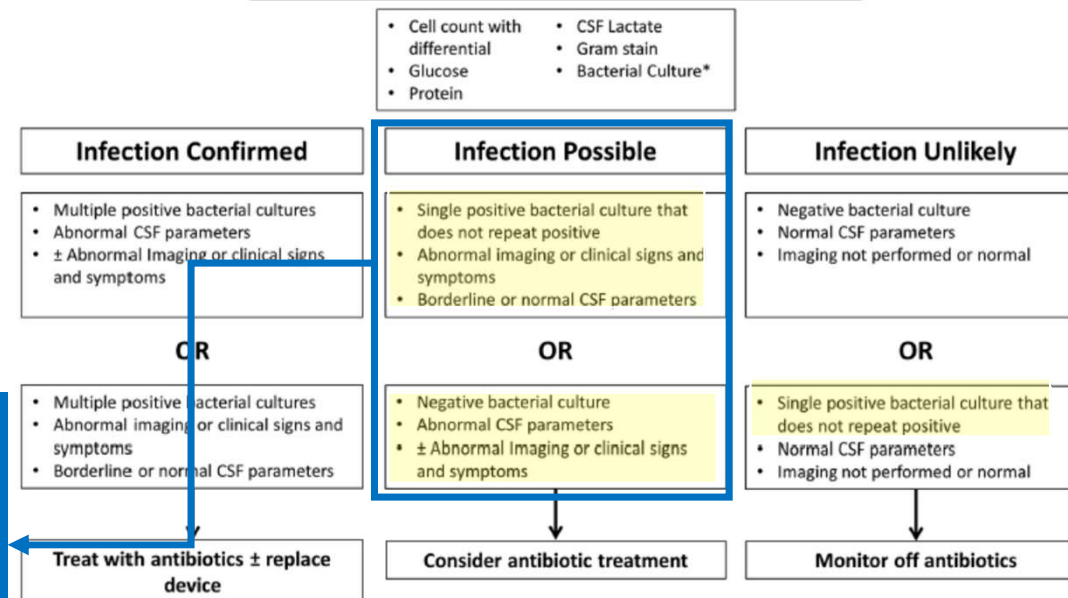 • Cell count with differential
• Glucose
• Protein
• CSF Lactate
• Gram stain
• Bacterial Culture*
Infection Confirmed
• Multiple positive bacterial cultures
• Abnormal CSF parameters
• ± Abnormal Imaging or clinical signs
and symptoms
OR
• Multiple positive bacterial cultures
• Abnormal imaging or clinical signs and
symptoms
• Borderline or normal CSF parameters
Treat with antibiotics ± replace
device
Infection Possible
• Single positive bacterial culture that
does not repeat positive
• Abnormal imaging or clinical signs and
symptoms
• Borderline or normal CSF parameters
OR
• Negative bacterial culture
• Abnormal CSF parameters
• ± Abnormal Imaging or clinical signs
and symptoms
Consider antibiotic treatment
Infection Unlikely
• Negative bacterial culture
• Normal CSF parameters
• Imaging not performed or normal
OR
• Single positive bacterial culture that
does not repeat positive
• Normal CSF parameters
• Imaging not performed or normal
Monitor off antibiotics